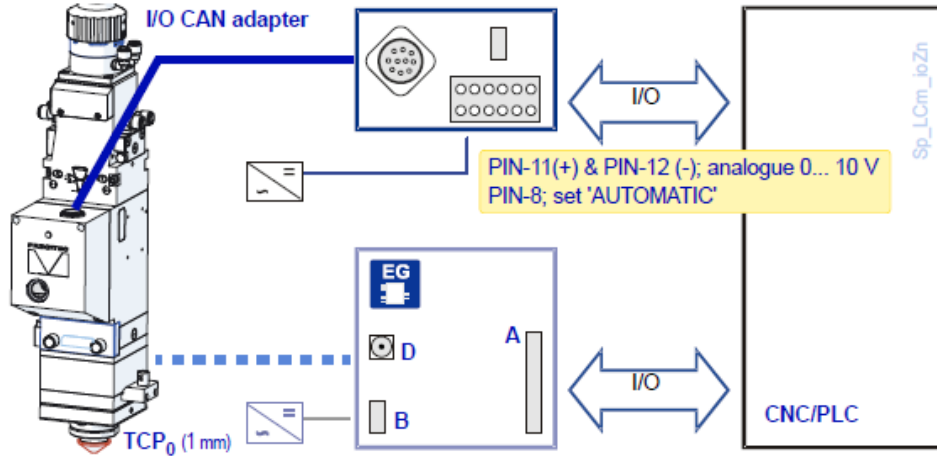 I/O CAN adapter
I/O
Sp_LCm_ioZn
PIN-11(+) & PIN-12 (-); analogue 0... 10 V
PIN-8; set 'AUTOMATIC'
PRECITEC
EG
D
A
I/O
B
CNC/PLC
TCP0 (1 mm)